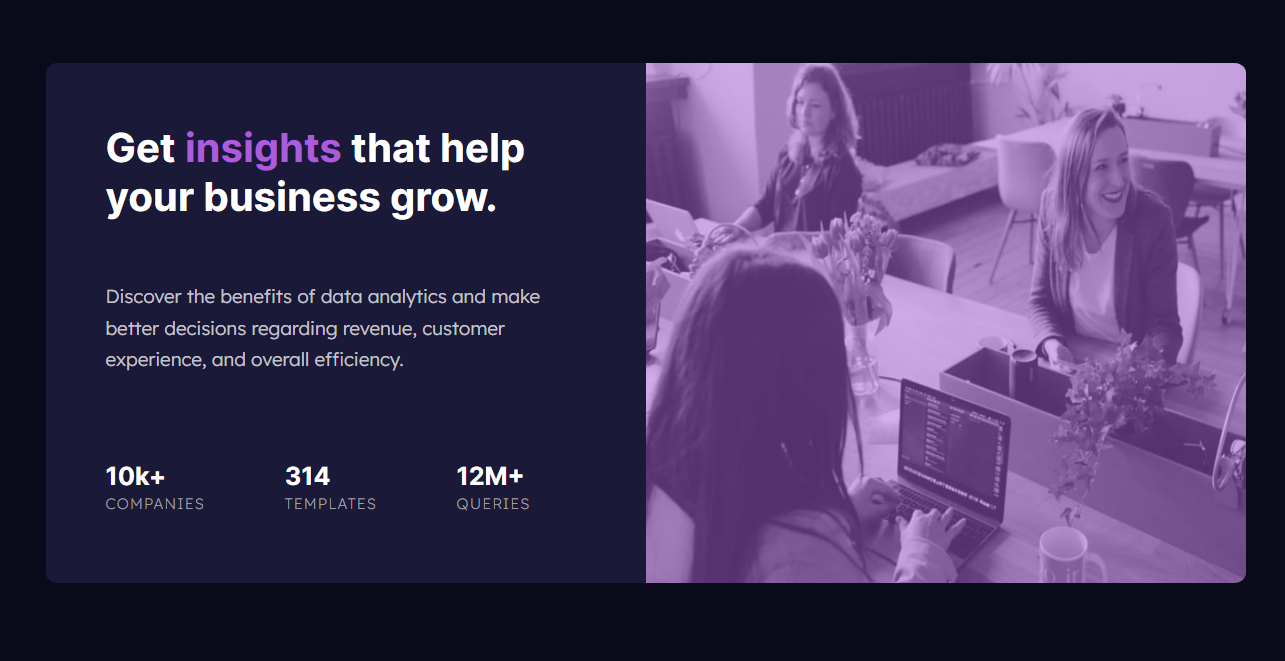 Get insights that help
your business grow.
Discover the benefits of data analytics and make
better decisions regarding revenue, customer
experience, and overall efficiency.
10k+
COMPANIES
314
TEMPLATES
12M+
QUERIES